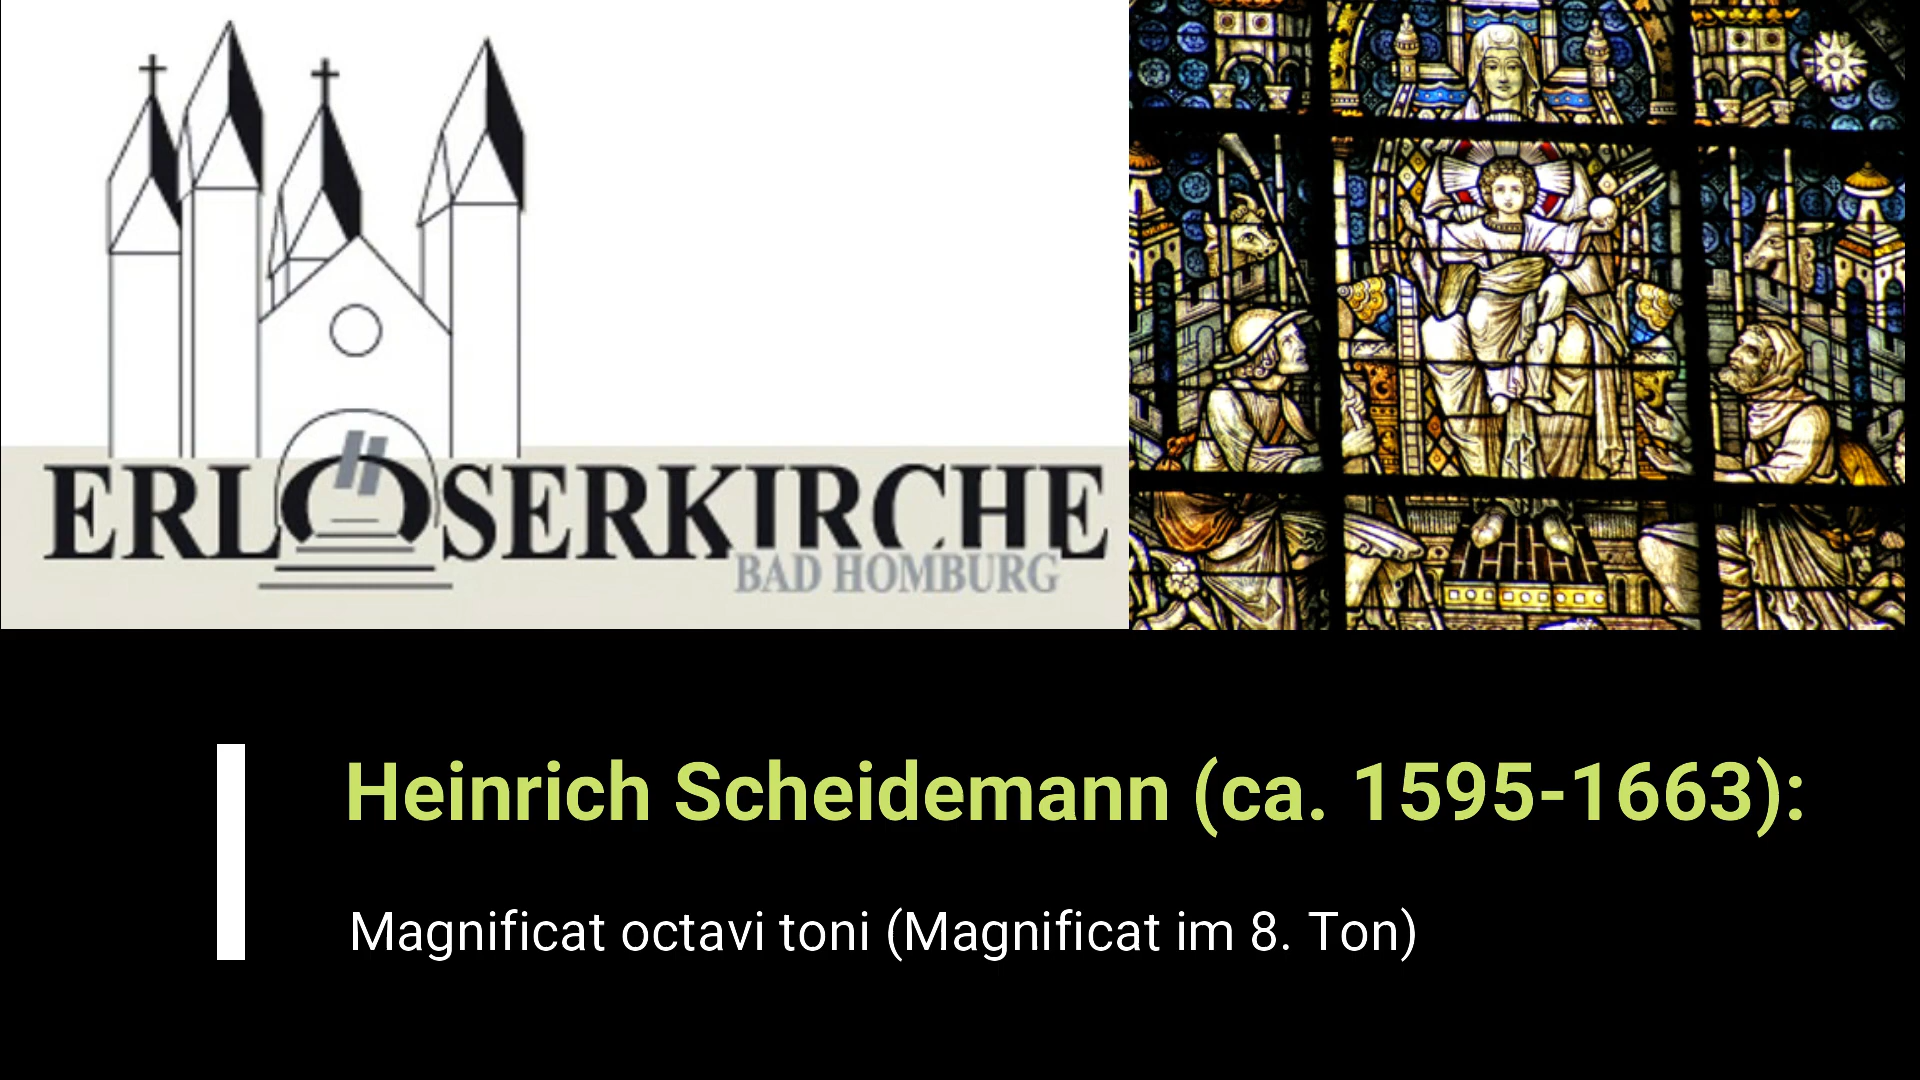 ERLÖSERKIRCHE
BAD HOMBURG
Heinrich Scheidemann (ca. 1595-1663):
Magnificat octavi toni (Magnificat im 8. Ton)